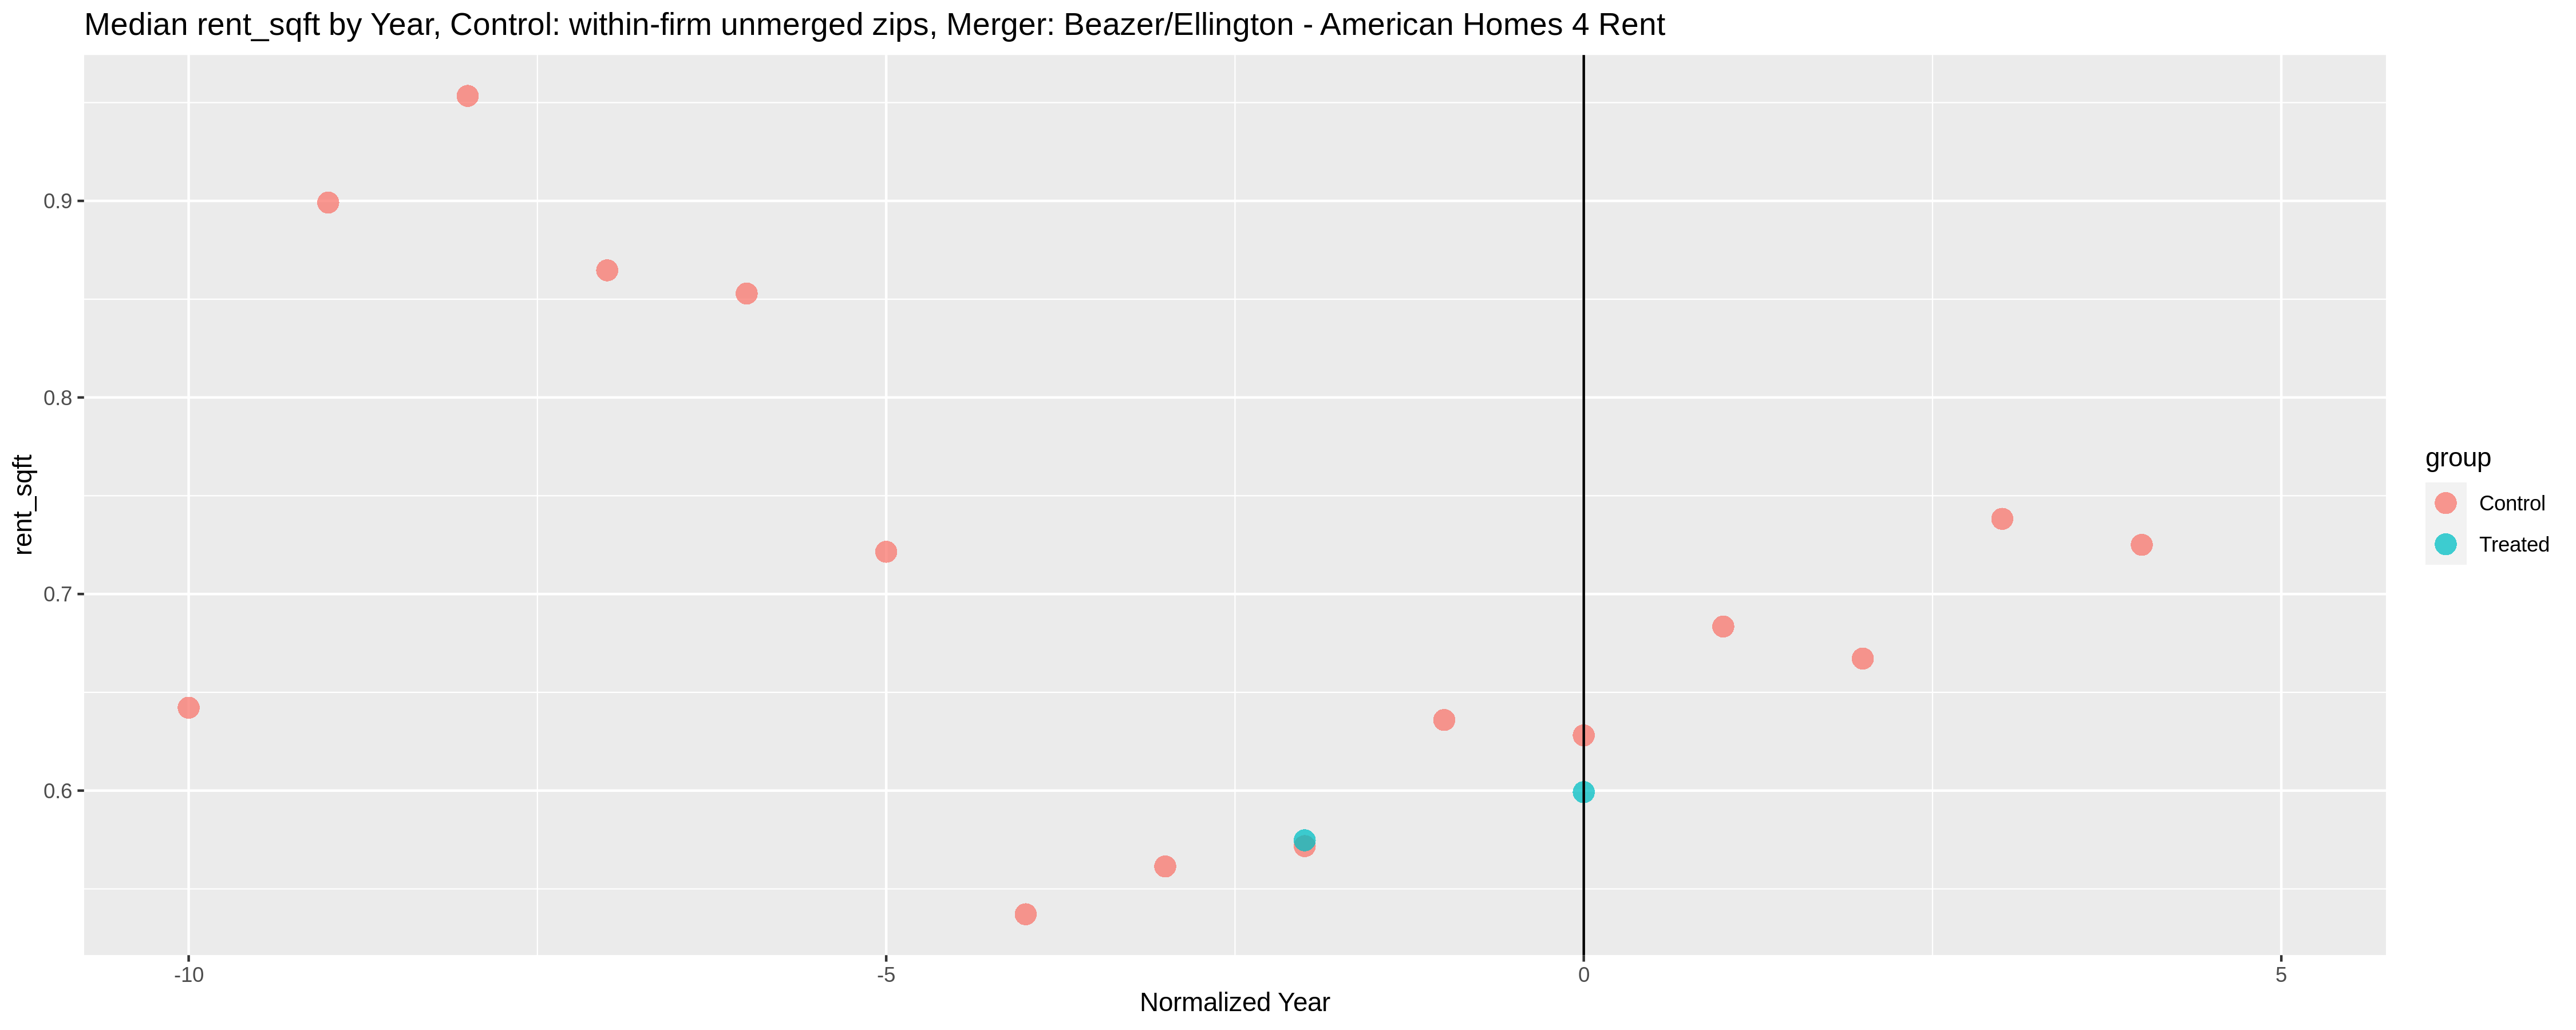 Median rent_sqft by Year, Control: within-firm unmerged zips, Merger: Beazer/Ellington - American Homes 4 Rent
rent_sqft
0.9
0.8
0.7
0.6
-10
-5
0
5
Normalized Year
group
Control
Treated